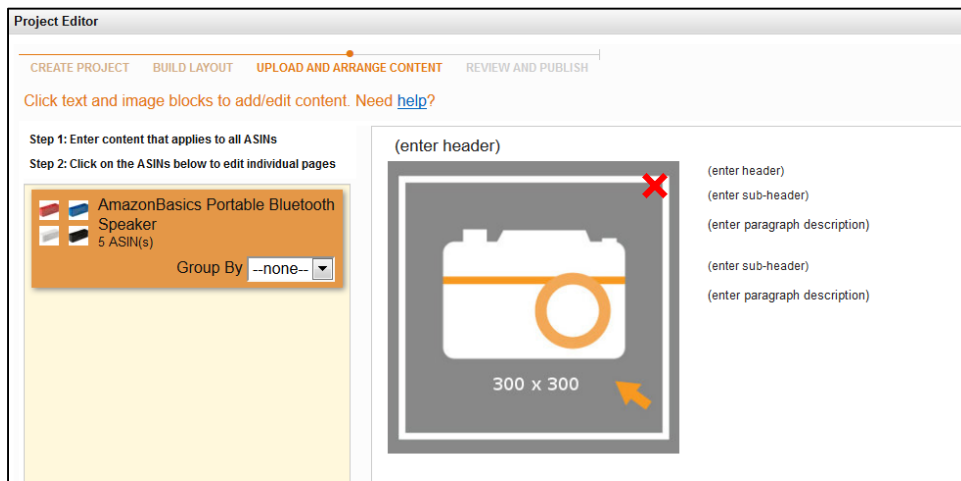 Project Editor
CREATE PROJECT BUILD LAYOUT UPLOAD AND ARRANGE CONTENT REVIEW AND PUBLISH
Click text and image blocks to add/edit content. Need help?
Step 1: Enter content that applies to all ASINs
Step 2: Click on the ASINs below to edit individual pages
AmazonBasics Portable Bluetooth
Speaker
5 ASIN(s)
Group By --none--
(enter header)
300 x 300
(enter header)
(enter sub-header)
(enter paragraph description)
(enter sub-header)
(enter paragraph description)